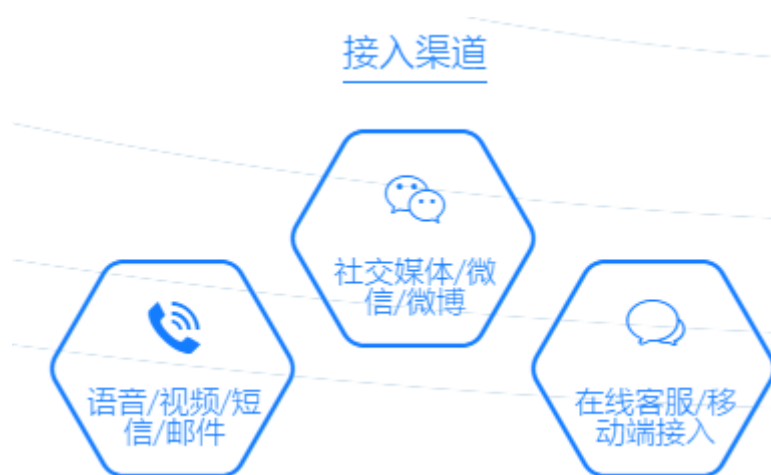 接入渠道
社交媒体/微
信/微博
语音/视频/短
信/邮件
在线客服/移
动端接入